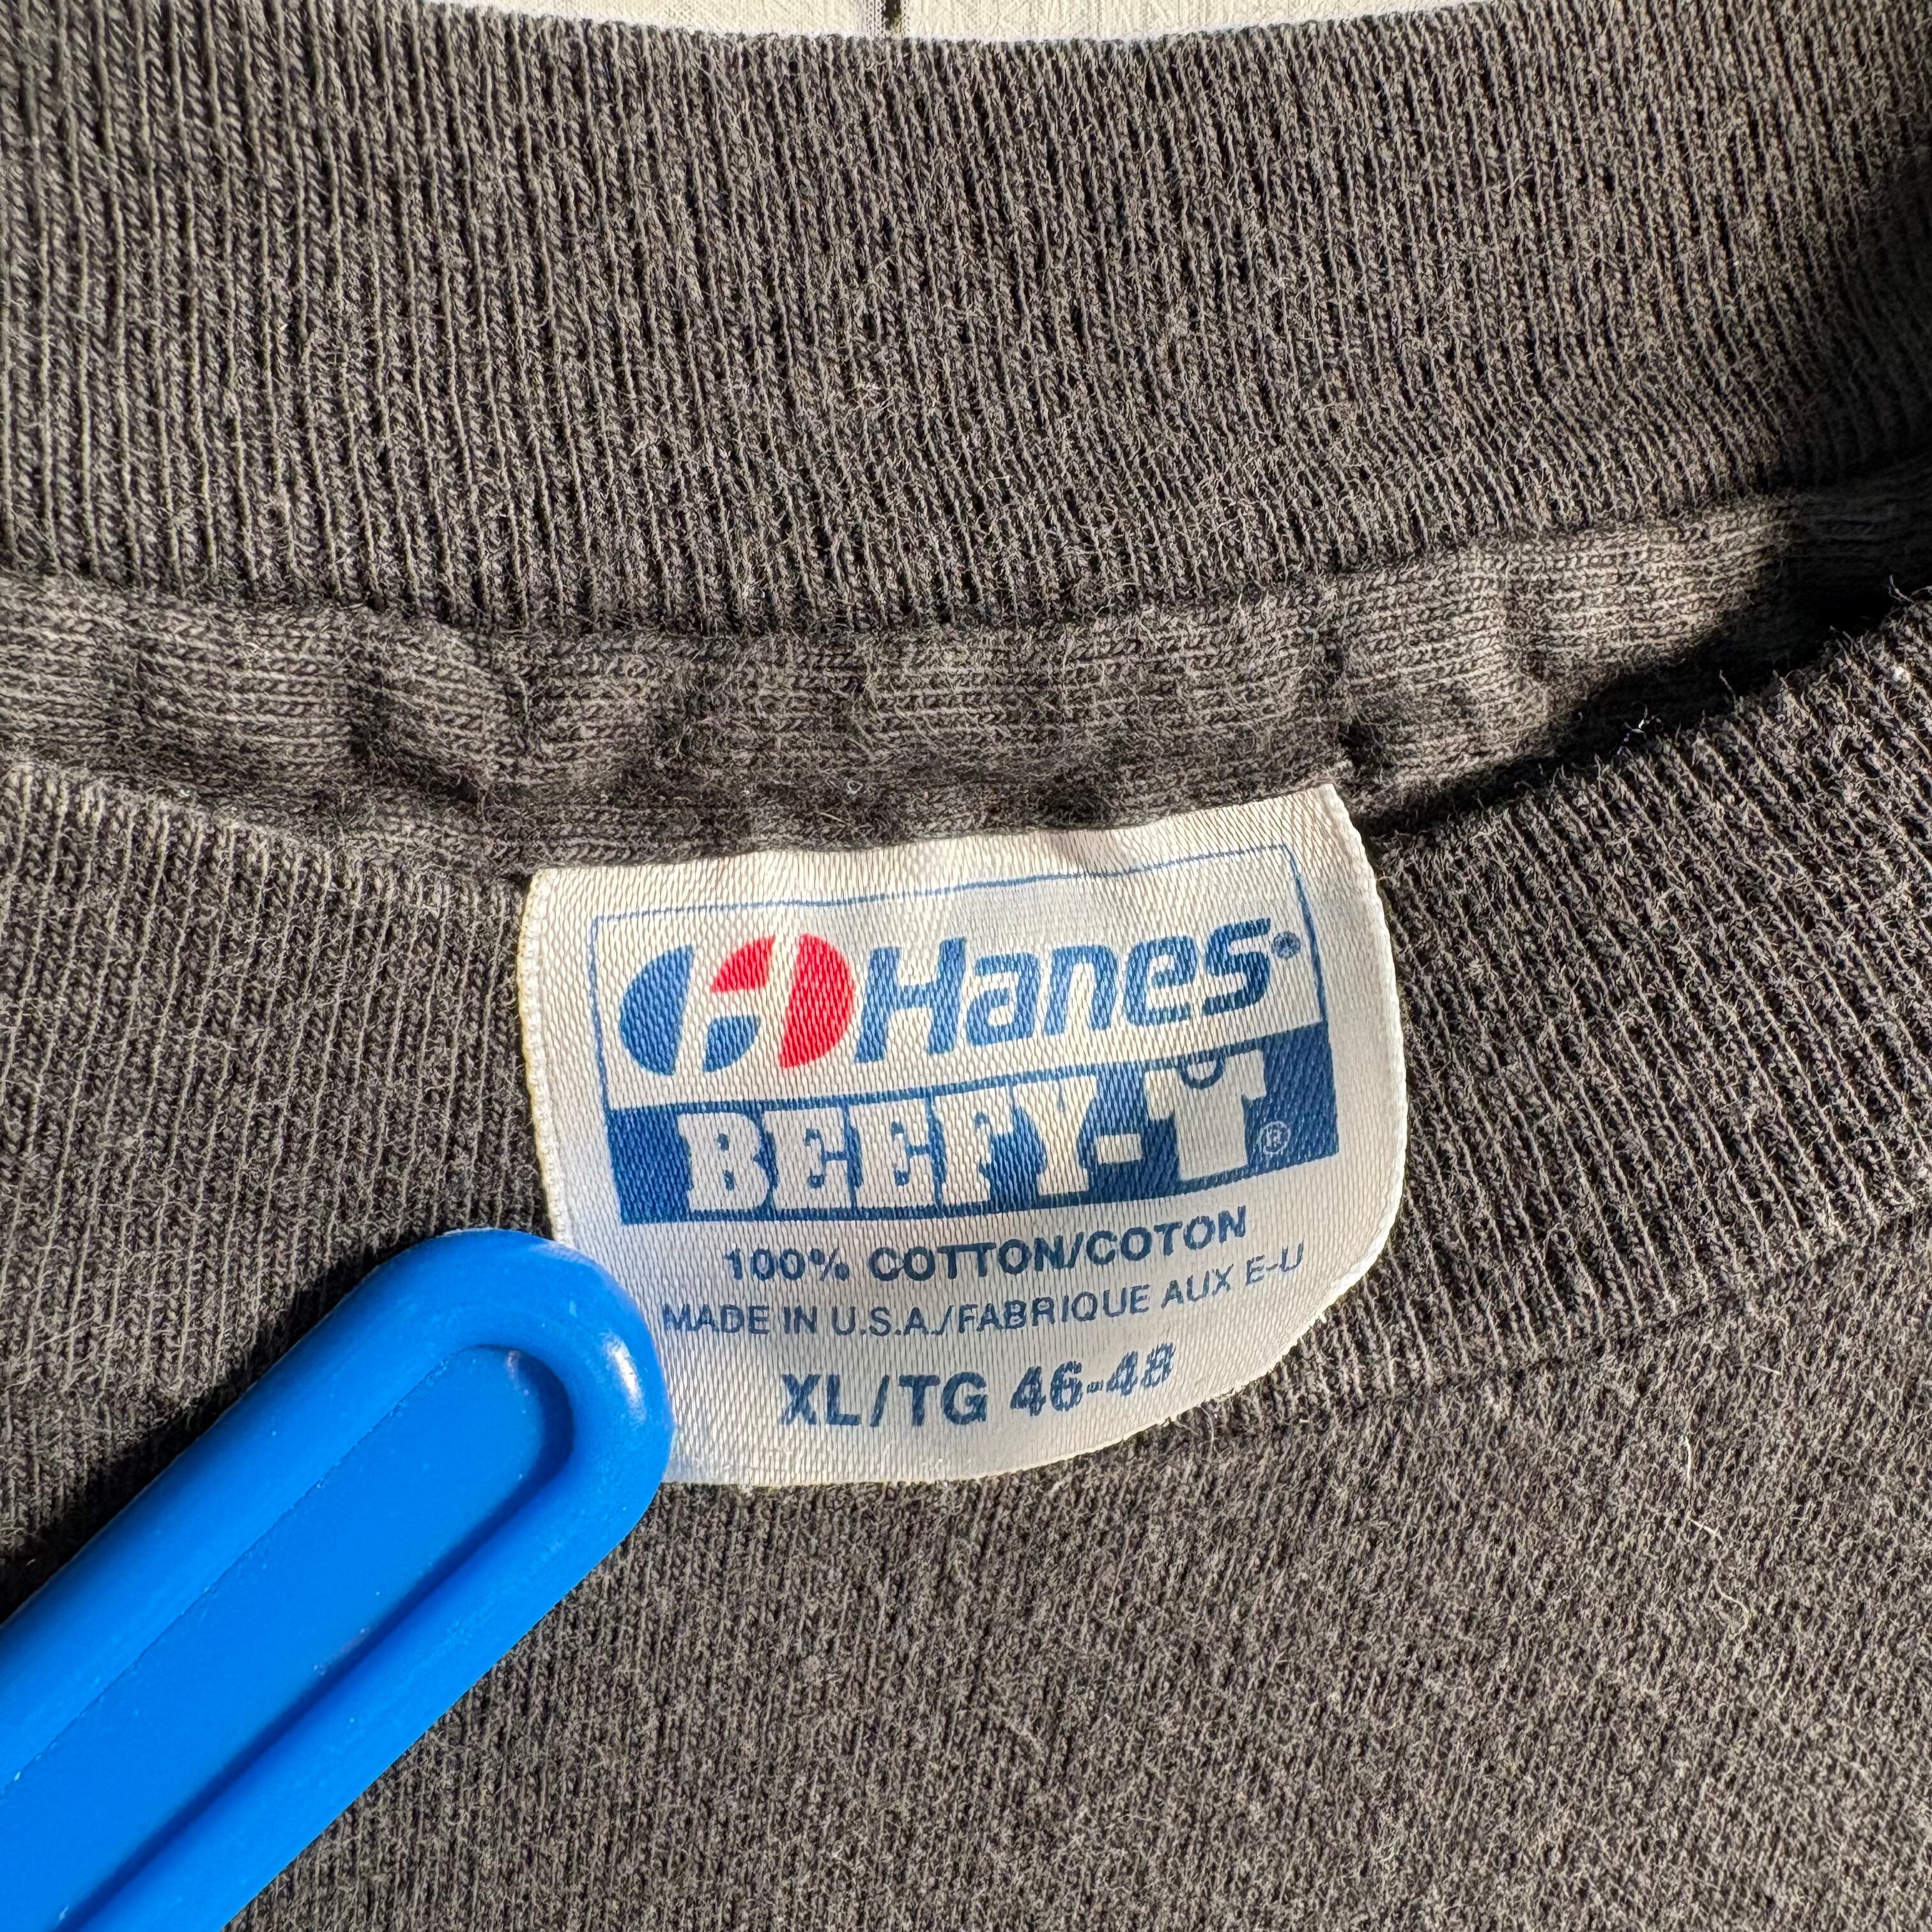 Hanes®
BEEFY-T®
100% COTTON/COTON
MADE IN U.S.A./FABRIQUE AUX E-U
XL/TG 46-48